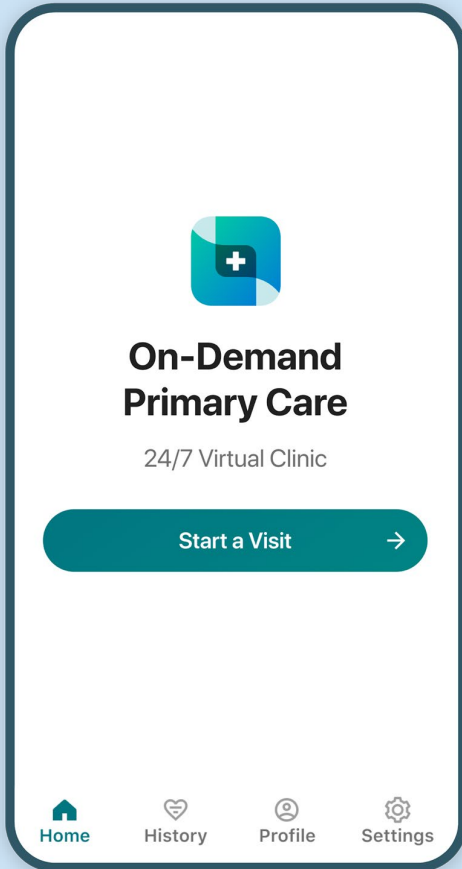 On-Demand
Primary Care
24/7 Virtual Clinic
Start a Visit
Home
History
Profile
Settings